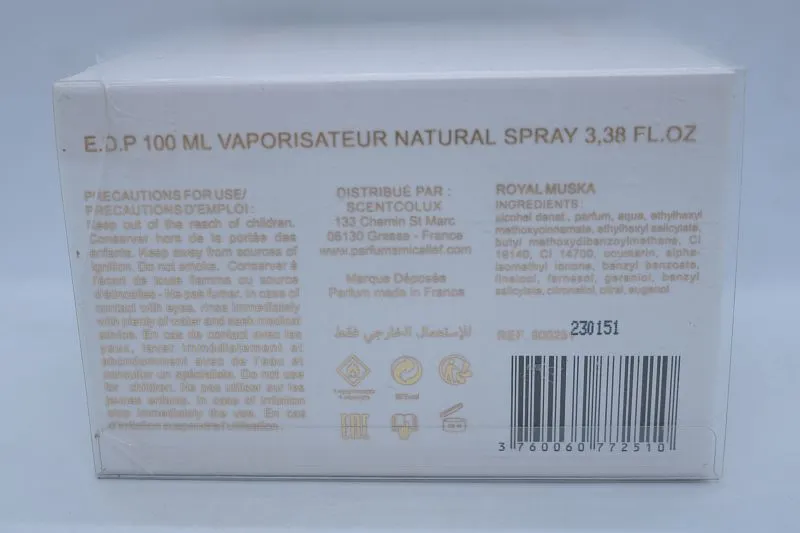 E.D.P 100 ML VAPORISATEUR NATURAL SPRAY 3,38 FL.OZ
PRECAUTIONS FOR USE/
PRECAUTIONS D'EMPLOI :
Keep out of the reach of children.
Conserver hors de la portée des
enfants. Keep away from sources of
ignition. Do not smoke. Conserver à
l'écart de toute flamme ou source
d'étincelles - Ne pas fumer. In case of
contact with eyes, rinse immediately
with plenty of water and seek medical
advice. En cas de contact avec les
yeux, laver immédiatement et
abondamment avec de l'eau et
consulter un spécialiste. Do not use
for children. Ne pas utiliser sur les
jeunes enfants. In case of irritation
stop immediately the use. En cas
d'irritation suspendre l'utilisation.
DISTRIBUÉ PAR :
SCENTCOLUX
133 Chemin St Marc
06130 Grasse - France
www.parfumsmicallef.com
Marque Déposée
Parfum made in France
للإستعمال الخارجي فقط
ROYAL MUSKA
INGREDIENTS :
alcohol denat., parfum, aqua, ethylhexyl
methoxycinnamate, ethylhexyl salicylate,
butyl methoxydibenzoylmethane, CI
19140, CI 14700, coumarin, alpha-
isomethyl ionone, benzyl benzoate,
linalool, farnesol, geraniol, benzyl
salicylate, citronellol, citral, eugenol
REF.
230151
3 760060 772510